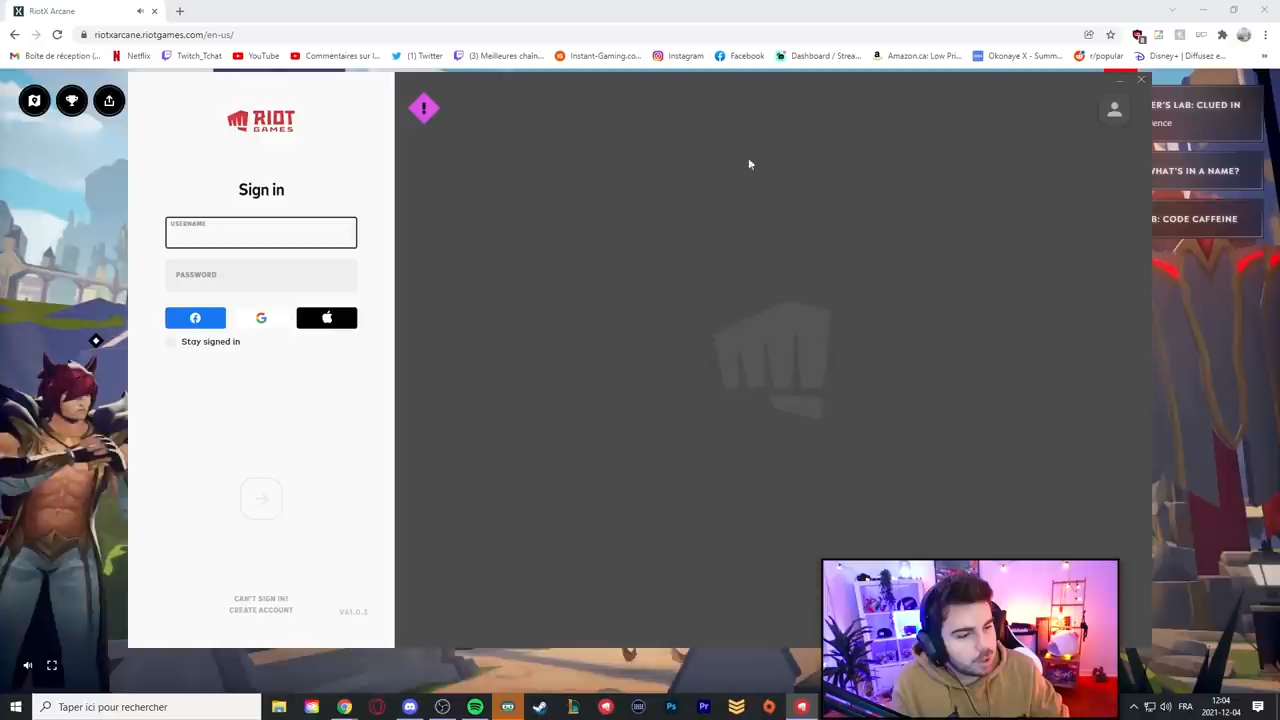 RiotX Arcane
riotxarcane.riotgames.com/en-us/
Boîte de réception (...
Netflix
Twitch_Tchat
YouTube
Commentaires sur l...
(1) Twitter
(3) Meilleures chaîn...
Instant-Gaming.co...
Instagram
Facebook
Dashboard / Strea...
Amazon.ca: Low Pri...
Okonaye X - Summ...
r/popular
Disney+ | Diffusez e...
RIOT
GAMES
Sign in
USERNAME
PASSWORD
Stay signed in
CAN'T SIGN IN?
CREATE ACCOUNT
V41.0.3
ER'S LAB: CLUED IN
ence
WHAT'S IN A NAME?
B: CODE CAFFEINE
Taper ici pour rechercher
FRA
12:04
2021-12-04